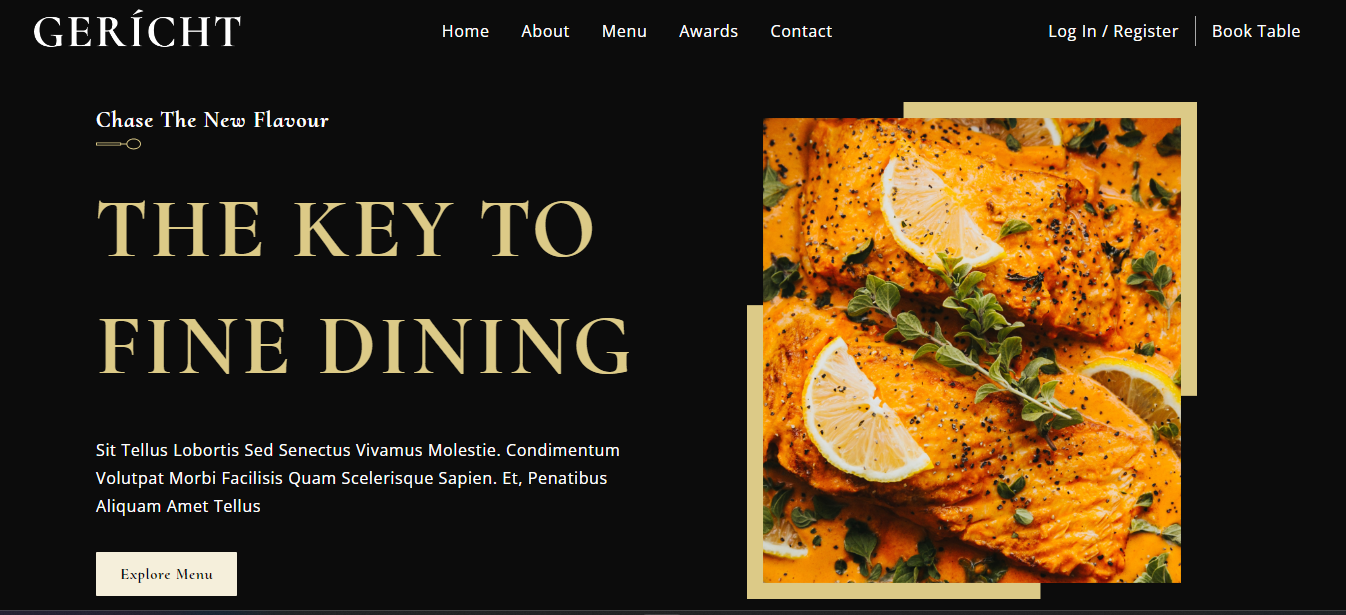 GERÍCHT
Home
About
Menu
Awards
Contact
Log In / Register
Book Table
Chase The New Flavour
THE KEY TO
FINE DINING
Sit Tellus Lobortis Sed Senectus Vivamus Molestie. Condimentum
Volutpat Morbi Facilisis Quam Scelerisque Sapien. Et, Penatibus
Aliquam Amet Tellus
Explore Menu